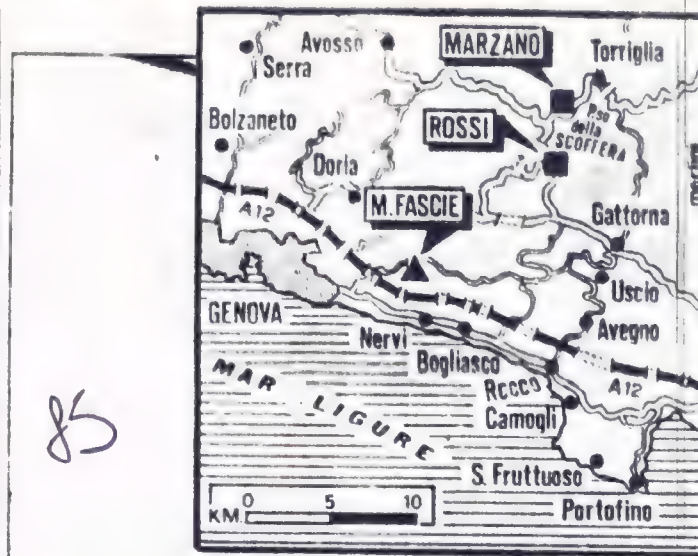 Avosso
MARZANO
Torriglia
Serra
Bolzaneto
ROSSI
P.so
della
SCOFFERA
Doria
M.FASCIE
A12
Gattorna
Uscio
GENOVA
Nervi
Avegno
Bogliasco
Recco
A12
MAR LIGURE
Camogli
85
S. Fruttuoso
0 5 10
KM.
Portofino